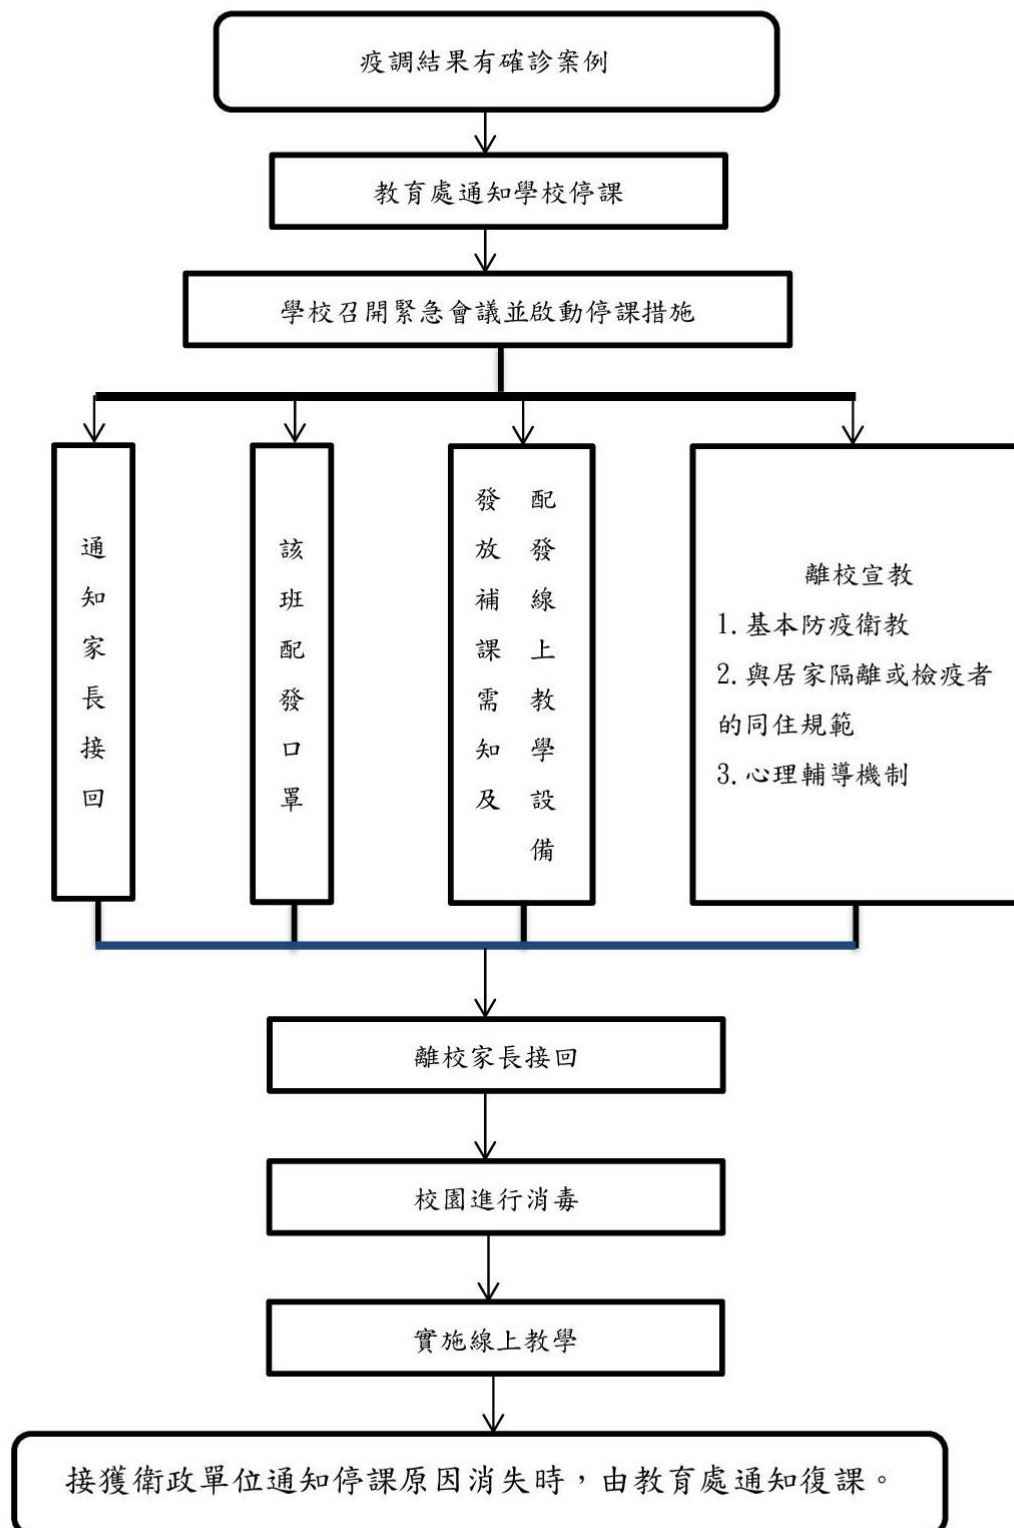 疫調結果有確診案例
教育處通知學校停課
學校召開緊急會議並啟動停課措施
通知家長接回
該班配發口罩
發放補課需知及
配發線上教學設備
離校宣教
1. 基本防疫衛教
2. 與居家隔離或檢疫者
的同住規範
3. 心理輔導機制
離校家長接回
校園進行消毒
實施線上教學
接獲衛政單位通知停課原因消失時，由教育處通知復課。